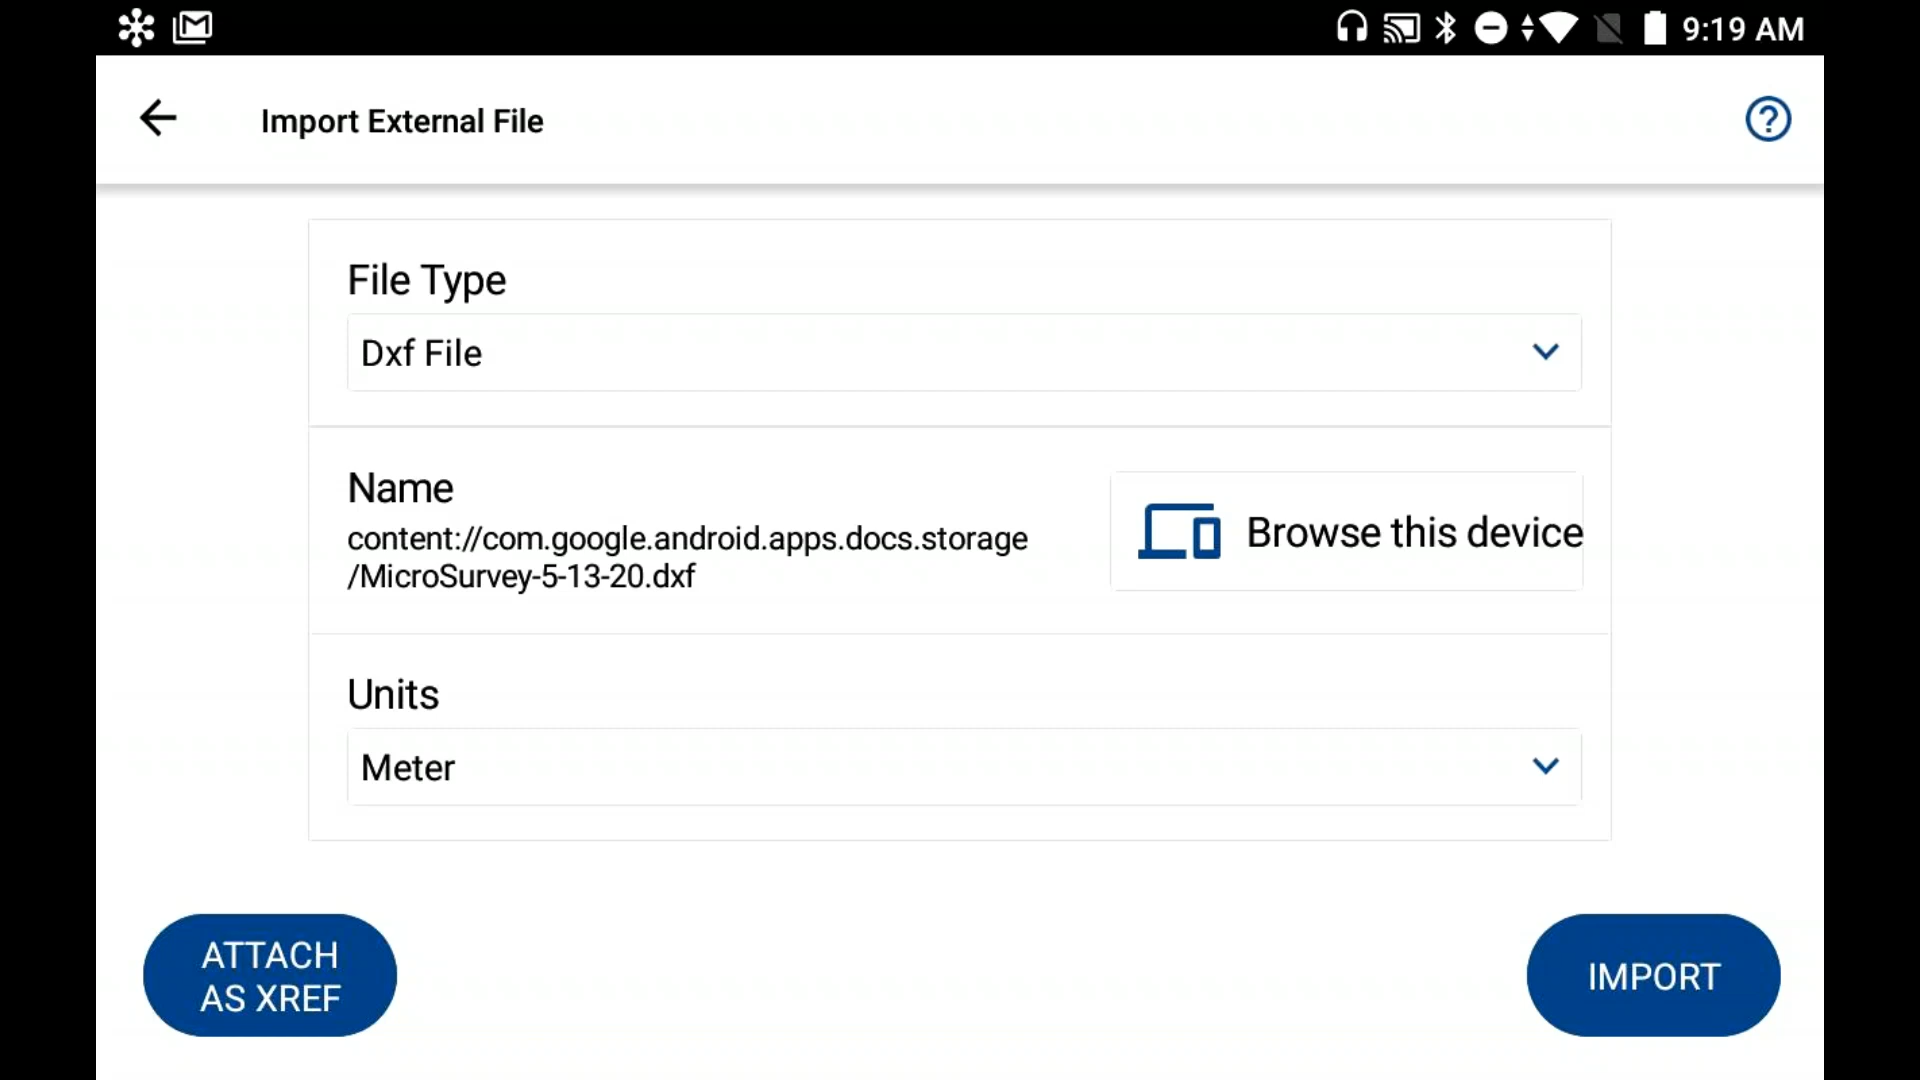 9:19 AM
Import External File
File Type
Dxf File
Name
content://com.google.android.apps.docs.storage
/MicroSurvey-5-13-20.dxf
Browse this device
Units
Meter
ATTACH
AS XREF
IMPORT